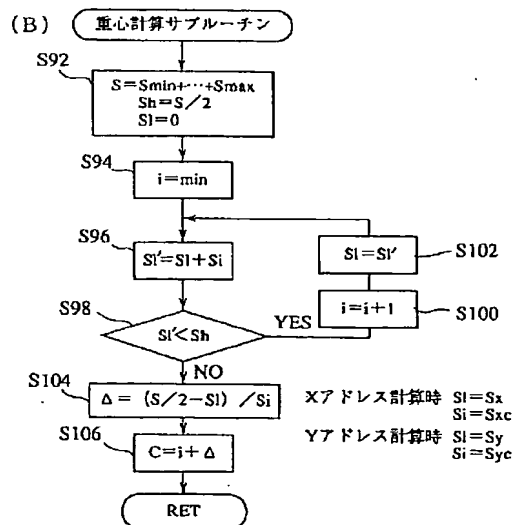 (B)
重心計算サブルーチン
S92
S=Smin+…+Smax
Sh=S/2
Sl=0
S94
i=min
S96
Sl'=Sl+Si
Sl=Sl'
S102
i=i+1
S100
S98
Sl'<Sh
YES
NO
S104
Δ=(S/2-Sl)/Si
Xアドレス計算時 Sl=Sx
Si=Sxc
Yアドレス計算時 Sl=Sy
Si=Syc
S106
C=i+Δ
RET